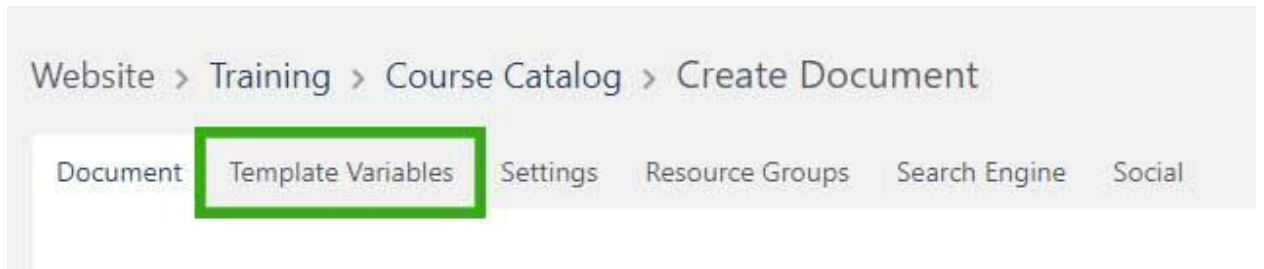 Website > Training > Course Catalog > Create Document
Document Template Variables Settings Resource Groups Search Engine Social